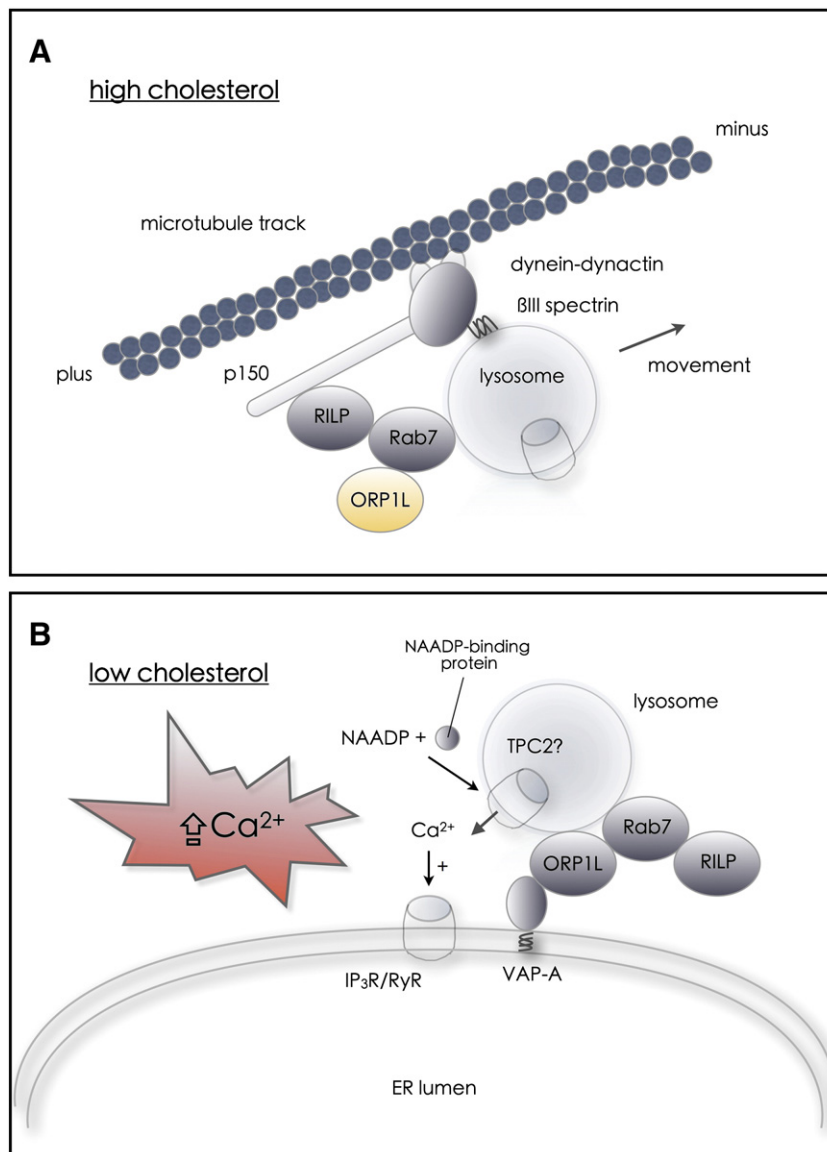 A
high cholesterol
minus
microtubule track
dynein-dynactin
ßIII spectrin
plus
p150
lysosome
movement
RILP
Rab7
ORP1L
B
low cholesterol
NAADP-binding
protein
lysosome
NAADP +
TPC2?
⇧Ca²⁺
Ca²⁺
+
Rab7
ORP1L
RILP
IP₃R/RyR
VAP-A
ER lumen